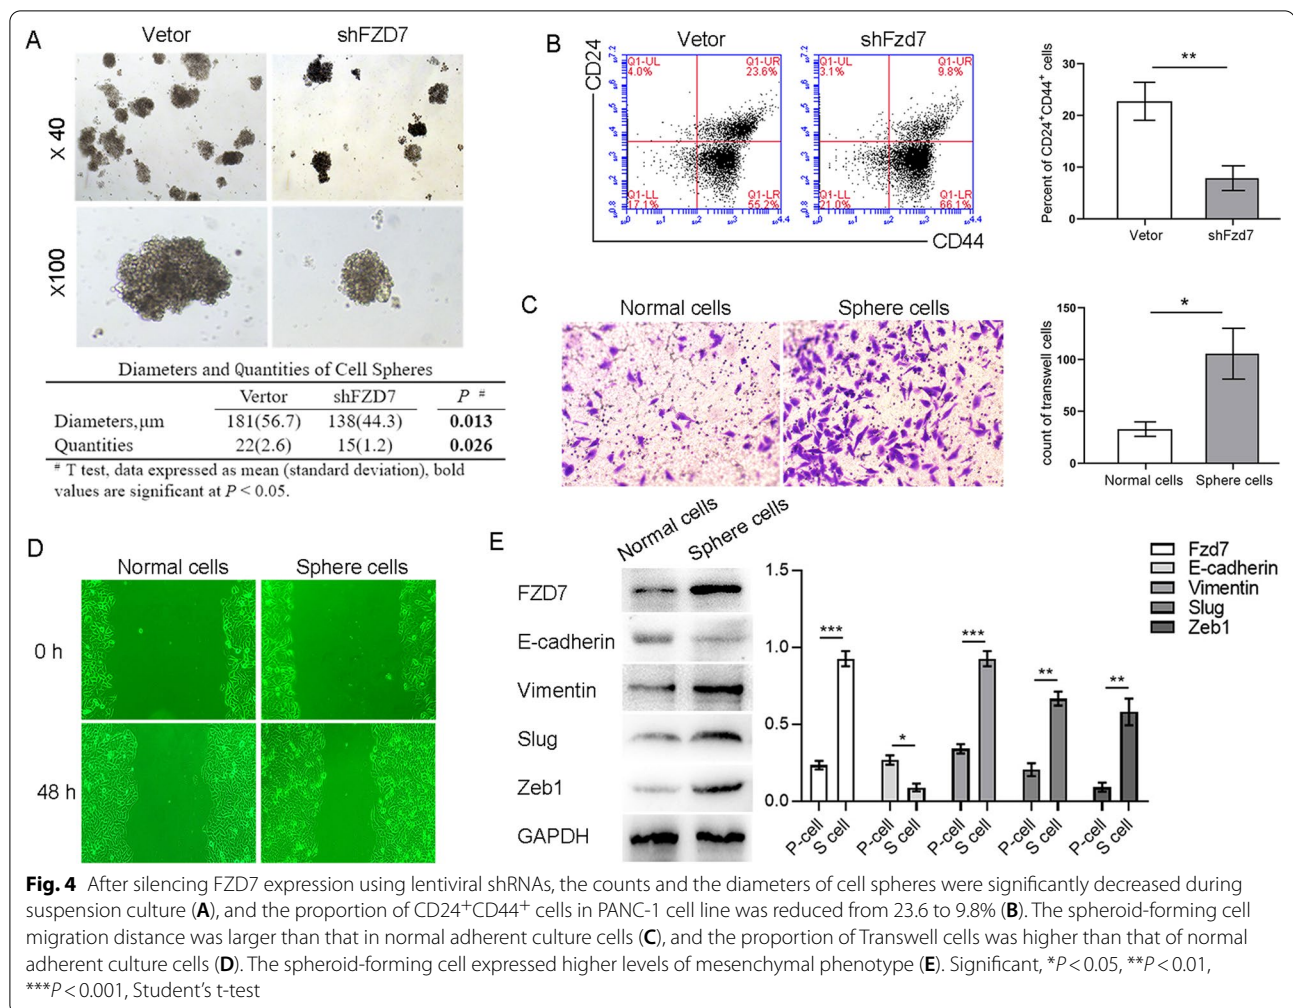 A
Vetor
shFZD7
X 40
X100
Diameters and Quantities of Cell Spheres
Vertor shFZD7 P #
Diameters,μm 181(56.7) 138(44.3) 0.013
Quantities 22(2.6) 15(1.2) 0.026
# T test, data expressed as mean (standard deviation), bold
values are significant at P < 0.05.
B
Vetor
shFzd7
CD24
Q1-UL
4.0%
Q1-UR
23.6%
Q1-LL
17.1%
Q1-LR
55.2%
Q1-UL
3.1%
Q1-UR
9.8%
Q1-LL
21.0%
Q1-LR
66.1%
7.2
0.8
4.4
7.2
0.8
4.4
CD44
Percent of CD24+CD44+ cells
30
20
10
0
**
Vetor
shFzd7
C
Normal cells
Sphere cells
count of transwell cells
150
100
50
0
*
Normal cells
Sphere cells
D
Normal cells
Sphere cells
0 h
48 h
E
Normal cells
Sphere cells
FZD7
E-cadherin
Vimentin
Slug
Zeb1
GAPDH
1.5
1.0
0.5
0.0
***
*
***
**
**
P-cell
S cell
P-cell
S cell
P-cell
S cell
P-cell
S cell
P-cell
S cell
Fzd7
E-cadherin
Vimentin
Slug
Zeb1
Fig. 4 After silencing FZD7 expression using lentiviral shRNAs, the counts and the diameters of cell spheres were significantly decreased during
suspension culture (A), and the proportion of CD24+CD44+ cells in PANC-1 cell line was reduced from 23.6 to 9.8% (B). The spheroid-forming cell
migration distance was larger than that in normal adherent culture cells (C), and the proportion of Transwell cells was higher than that of normal
adherent culture cells (D). The spheroid-forming cell expressed higher levels of mesenchymal phenotype (E). Significant, *P < 0.05, **P < 0.01,
***P < 0.001, Student's t-test